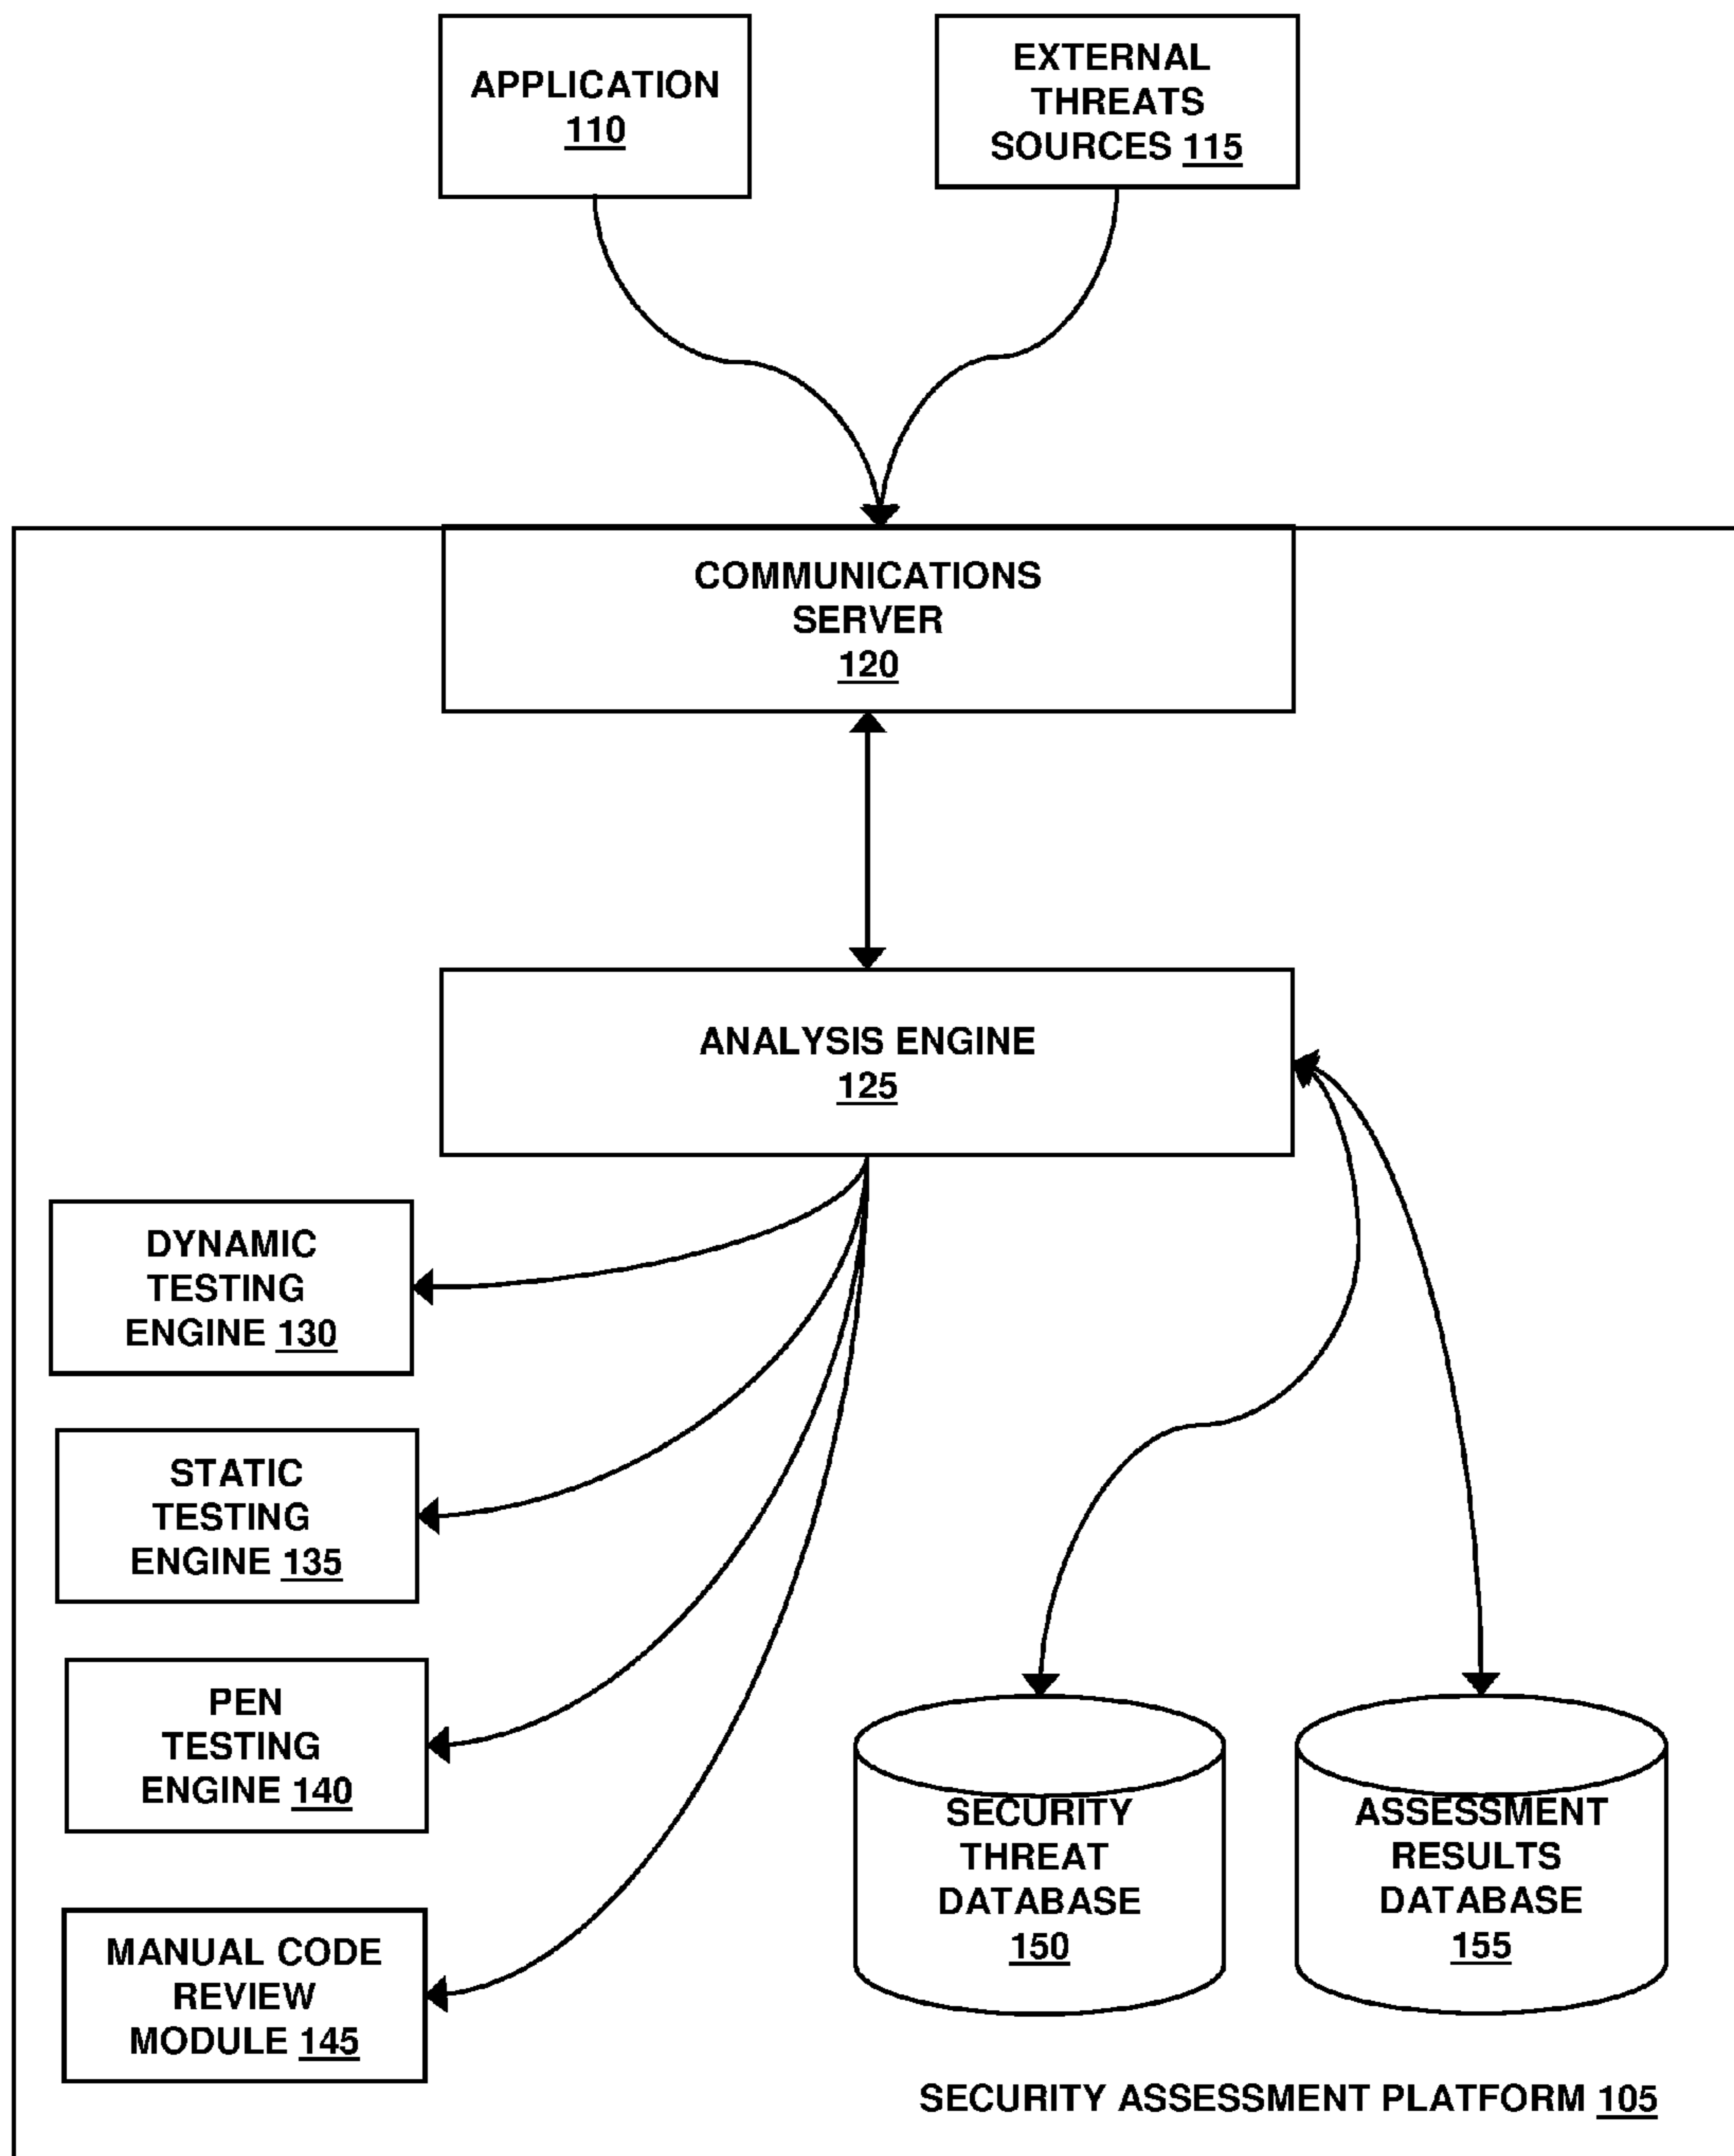 APPLICATION
110
EXTERNAL
THREATS
SOURCES 115
COMMUNICATIONS
SERVER
120
ANALYSIS ENGINE
125
DYNAMIC
TESTING
ENGINE 130
STATIC
TESTING
ENGINE 135
PEN
TESTING
ENGINE 140
MANUAL CODE
REVIEW
MODULE 145
SECURITY
THREAT
DATABASE
150
ASSESSMENT
RESULTS
DATABASE
155
SECURITY ASSESSMENT PLATFORM 105